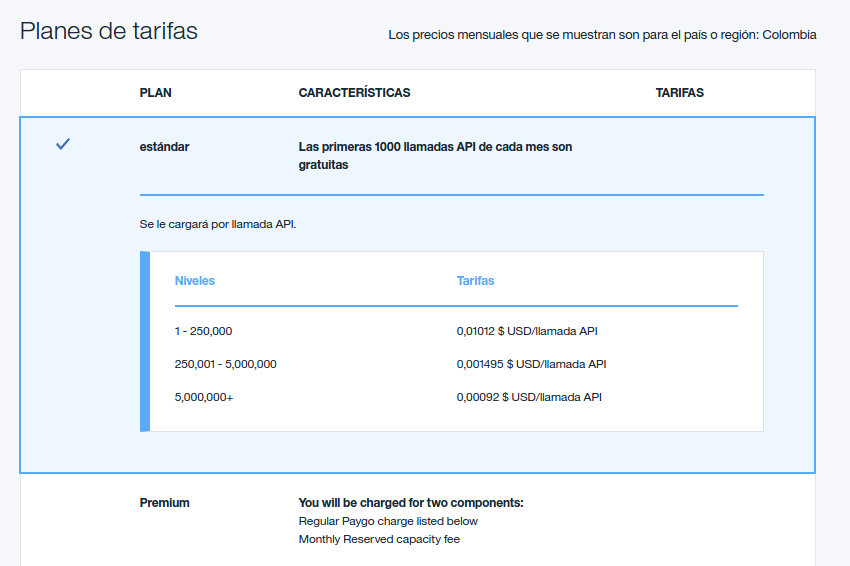 Planes de tarifas
Los precios mensuales que se muestran son para el país o región: Colombia
PLAN CARACTERÍSTICAS TARIFAS
estándar Las primeras 1000 llamadas API de cada mes son
gratuitas
Se le cargará por llamada API.
Niveles Tarifas
1 - 250,000 0,01012 $ USD/llamada API
250,001 - 5,000,000 0,001495 $ USD/llamada API
5,000,000+ 0,00092 $ USD/llamada API
Premium You will be charged for two components:
Regular Paygo charge listed below
Monthly Reserved capacity fee